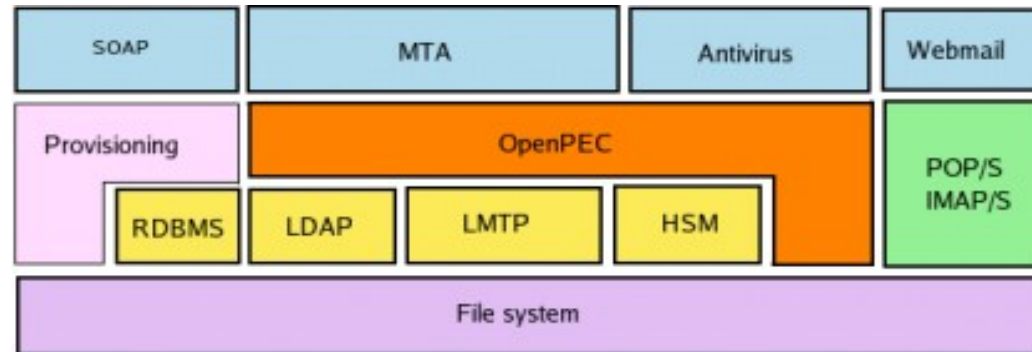 SOAP
MTA
Antivirus
Webmail
Provisioning
OpenPEC
POP/S
IMAP/S
RDBMS
LDAP
LMTP
HSM
File system